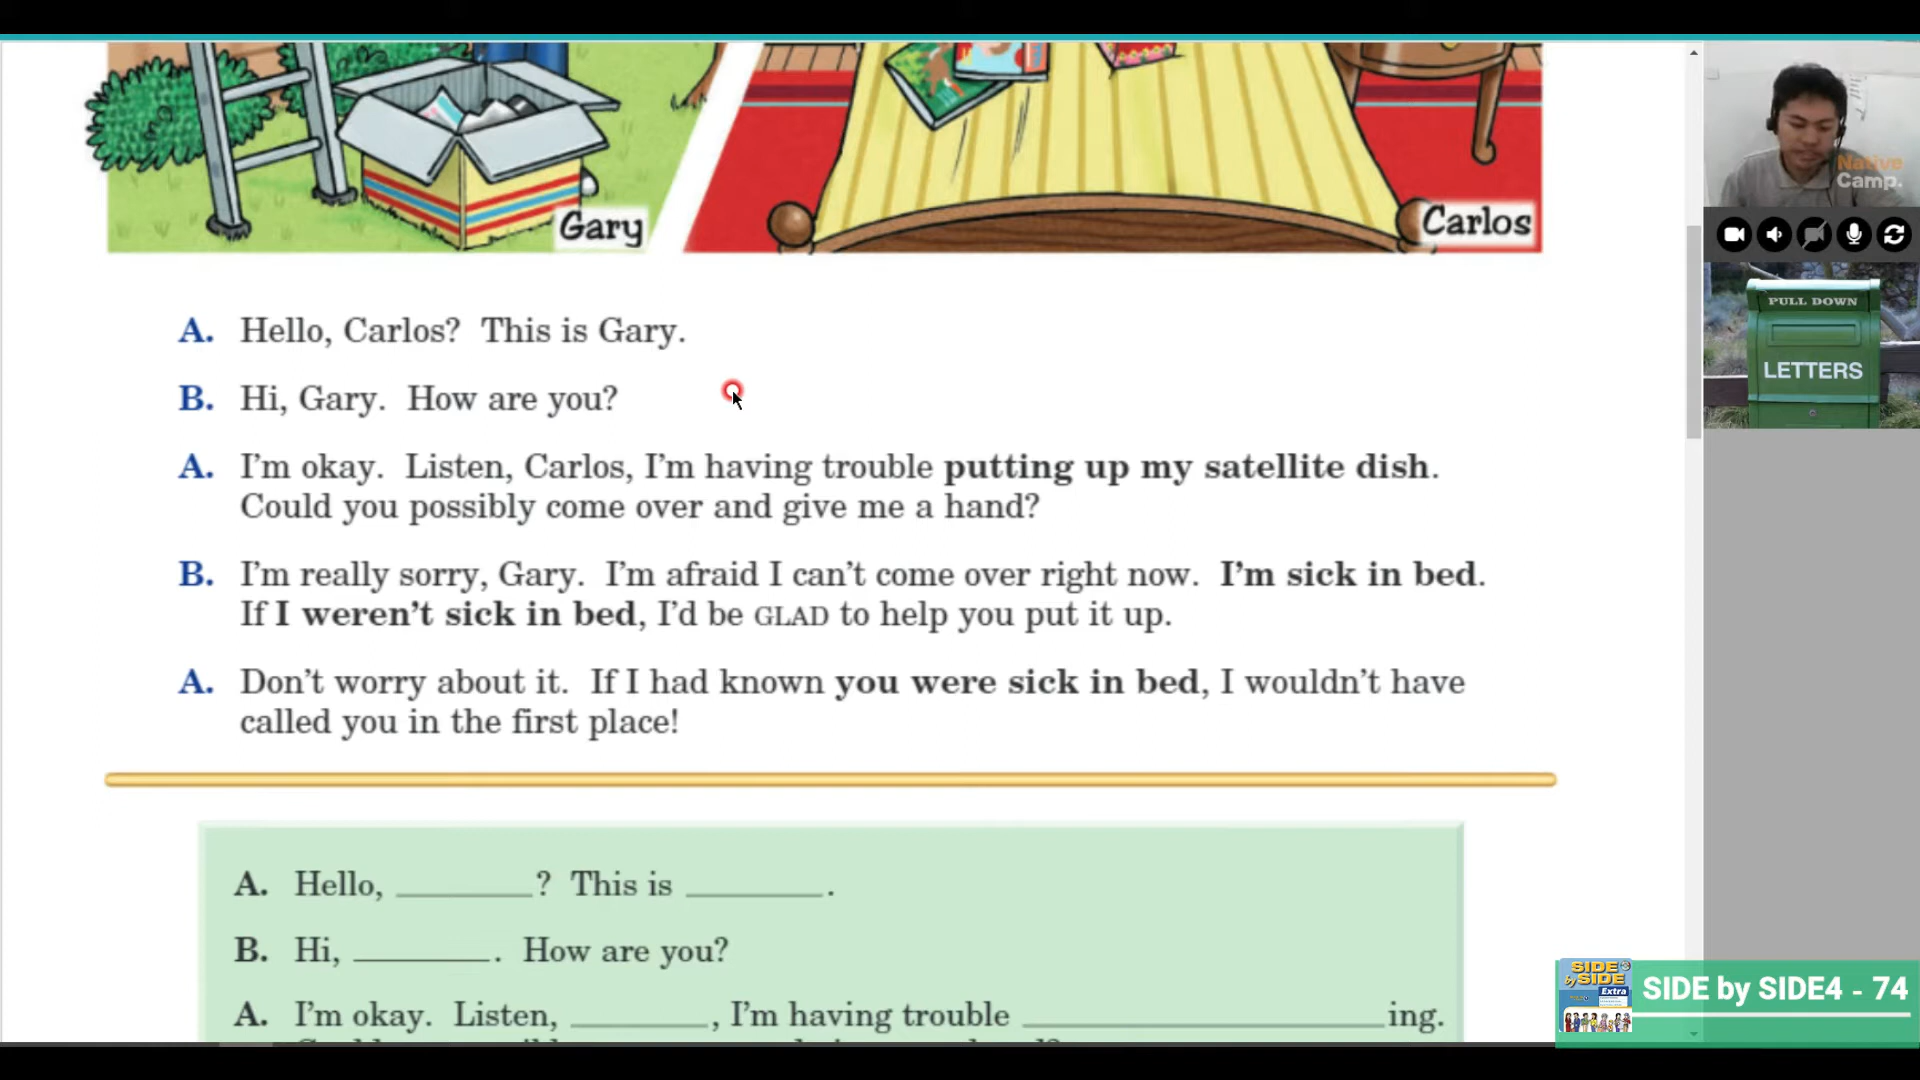 Gary
Carlos
Native
Camp.
PULL DOWN
LETTERS
A. Hello, Carlos? This is Gary.
B. Hi, Gary. How are you?
A. I'm okay. Listen, Carlos, I'm having trouble putting up my satellite dish.
Could you possibly come over and give me a hand?
B. I'm really sorry, Gary. I'm afraid I can't come over right now. I'm sick in bed.
If I weren't sick in bed, I'd be GLAD to help you put it up.
A. Don't worry about it. If I had known you were sick in bed, I wouldn't have
called you in the first place!
A. Hello, ________? This is ________.
B. Hi, ________. How are you?
A. I'm okay. Listen, ________, I'm having trouble ____________________ing.
SIDE
by SIDE
Extra
SIDE by SIDE4 - 74